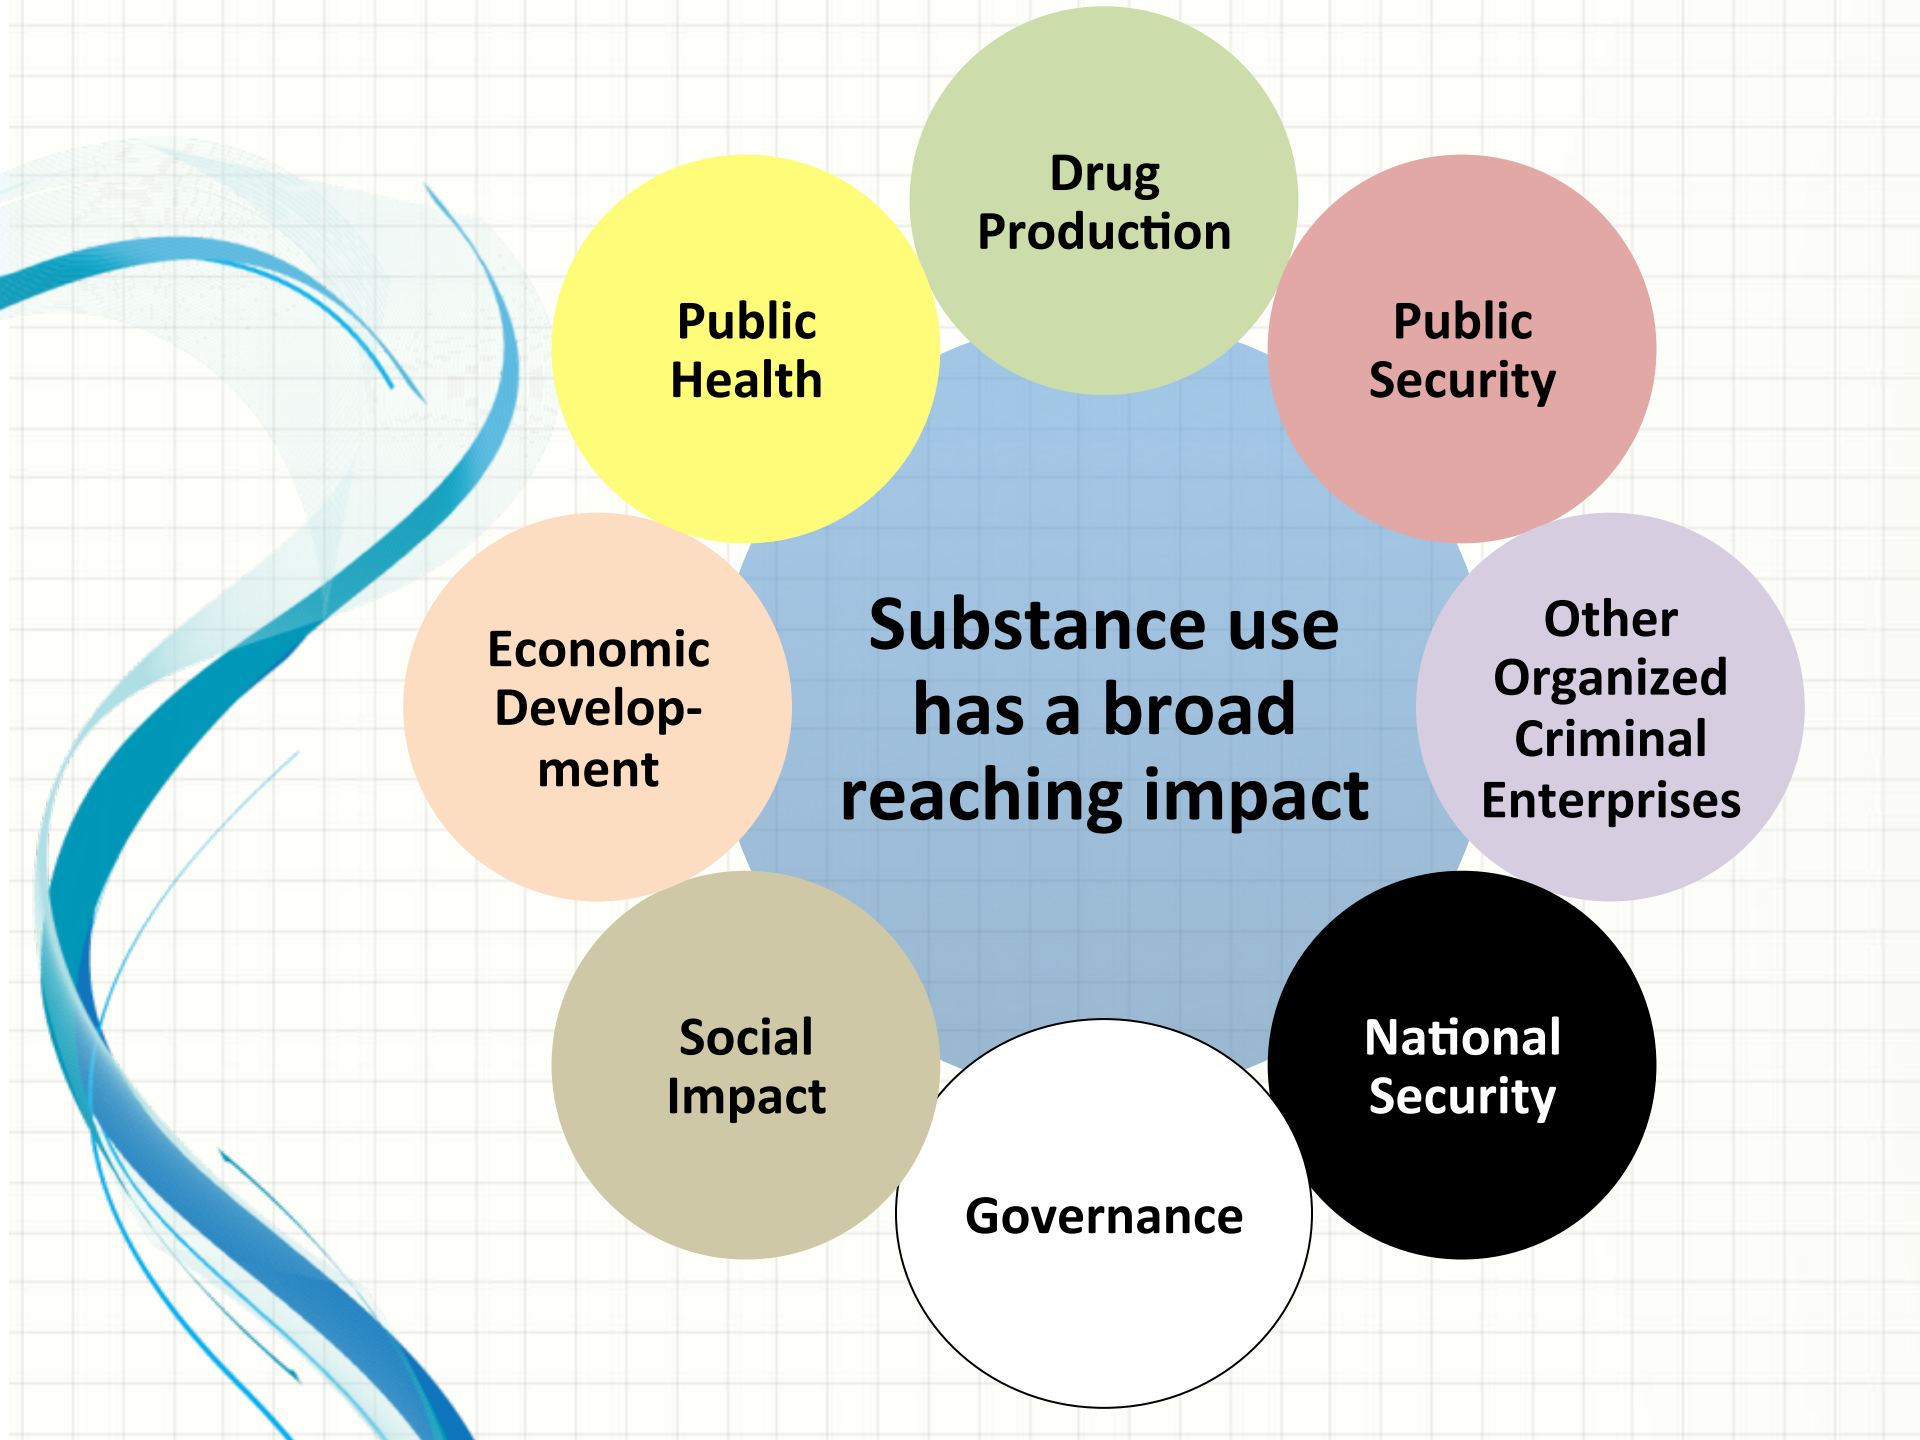 Drug
Production
Public
Health
Public
Security
Economic
Develop-
ment
Substance use
has a broad
reaching impact
Other
Organized
Criminal
Enterprises
Social
Impact
National
Security
Governance